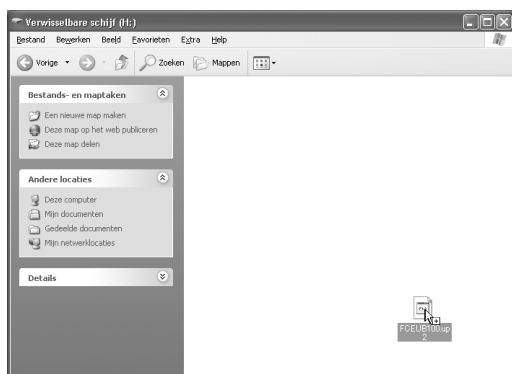 Verwisselbare schijf (H:)
Bestand Bewerken Beeld Favorieten Extra Help
Vorige Zoeken Mappen
Bestands- en maptaken
Een nieuwe map maken
Deze map op het web publiceren
Deze map delen
Andere locaties
Deze computer
Mijn documenten
Gedeelde documenten
Mijn netwerklocaties
Details
FCEUB100.up
2